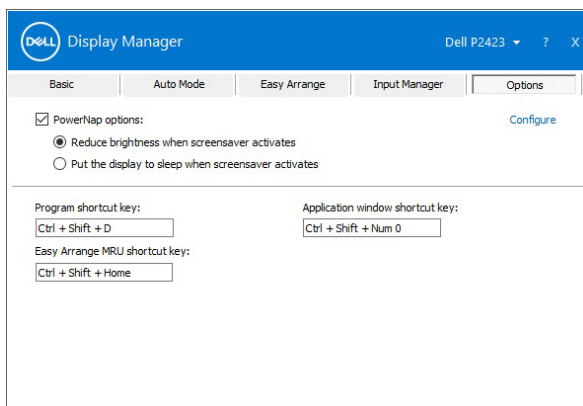 DELL Display Manager Dell P2423 ? X
Basic Auto Mode Easy Arrange Input Manager Options
PowerNap options: Configure
Reduce brightness when screensaver activates
Put the display to sleep when screensaver activates
Program shortcut key: Application window shortcut key:
Ctrl + Shift + D Ctrl + Shift + Num 0
Easy Arrange MRU shortcut key:
Ctrl + Shift + Home